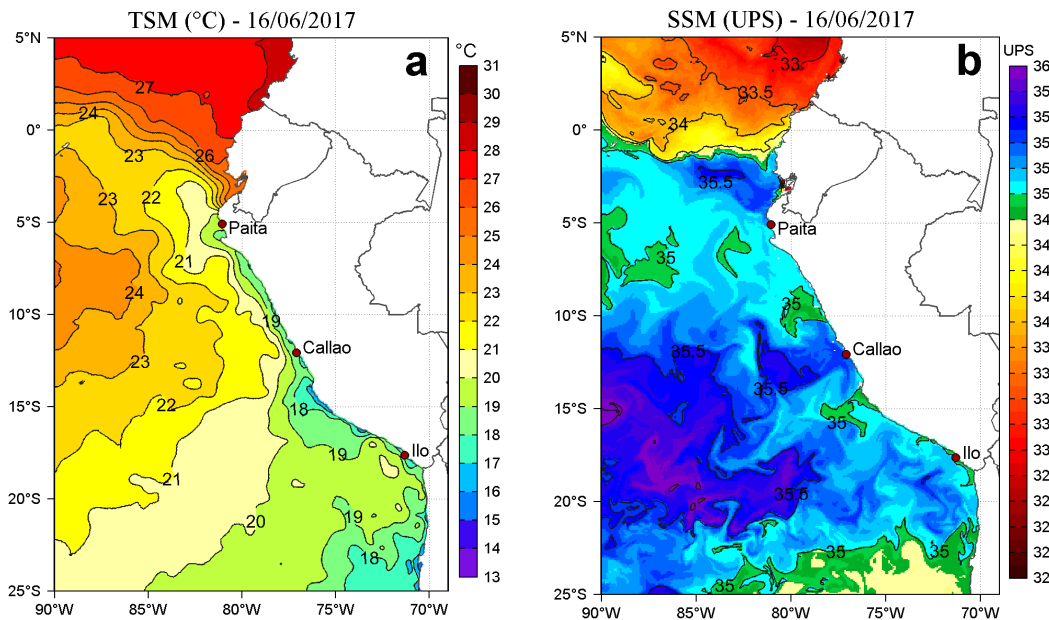 TSM (°C) - 16/06/2017
a
°C
5°N
0°
5°S
10°S
15°S
20°S
25°S
90°W
85°W
80°W
75°W
70°W
27
24
23
26
23
22
21
24
19
23
22
18
19
21
20
19
18
Paita
Callao
Ilo
31
30
29
28
27
26
25
24
23
22
21
20
19
18
17
16
15
14
13
SSM (UPS) - 16/06/2017
b
UPS
5°N
0°
5°S
10°S
15°S
20°S
25°S
90°W
85°W
80°W
75°W
70°W
33
33.5
34
35.5
35
35
35.5
35.5
35
35.5
35
35
35
Paita
Callao
Ilo
36
35
35
35
35
35
34
34
34
34
33
33
33
33
33
32
32
32
32